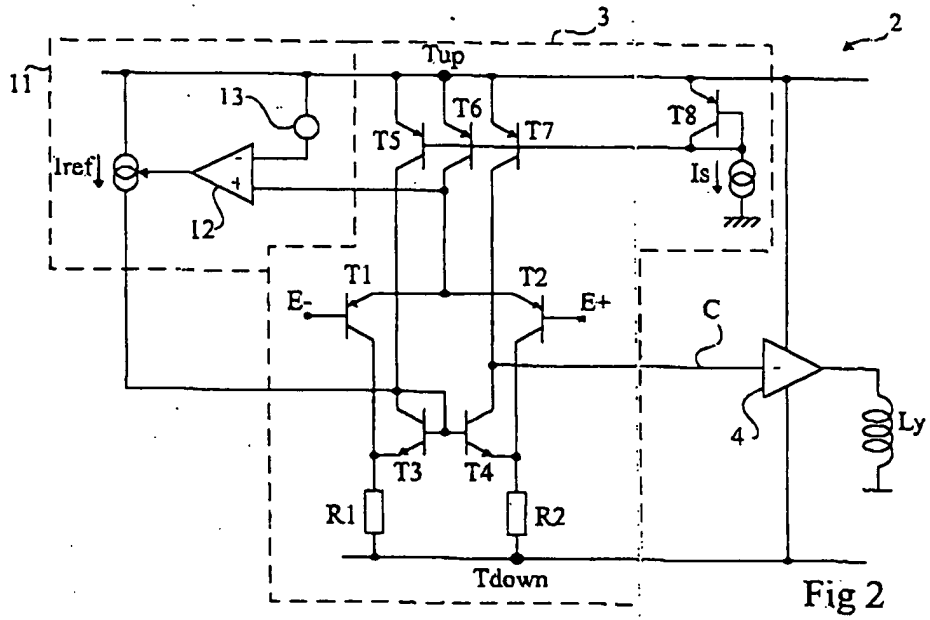 3
2
11
Tup
13
T5
T6
T7
T8
Iref
-
+
12
Is
T1
T2
E-
E+
C
-
4
Ly
T3
T4
R1
R2
Tdown
Fig 2